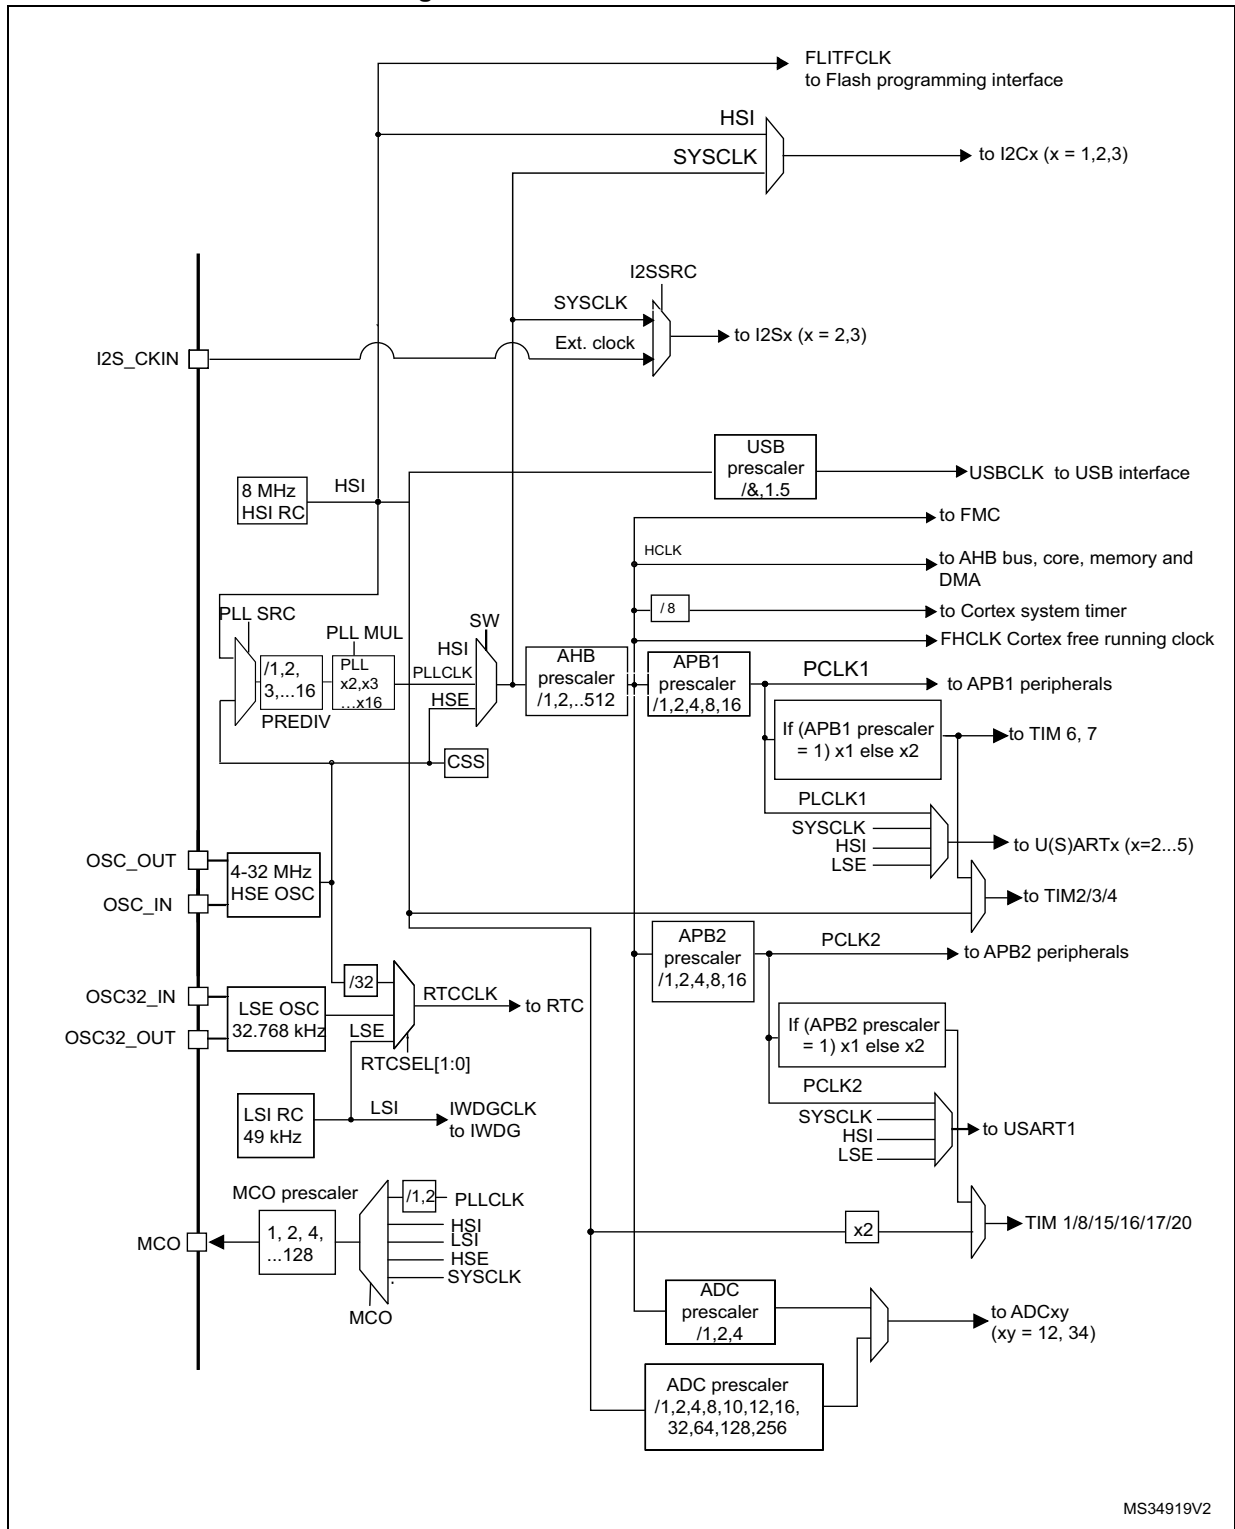 FLITFCLK
to Flash programming interface
HSI
SYSCLK
to I2Cx (x = 1,2,3)
I2SSRC
SYSCLK
to I2Sx (x = 2,3)
Ext. clock
I2S_CKIN
USB
prescaler
/&,1.5
USBCLK to USB interface
8 MHz
HSI RC
HSI
to FMC
HCLK
to AHB bus, core, memory and
DMA
/ 8
to Cortex system timer
FHCLK Cortex free running clock
PLL SRC
PLL MUL
SW
HSI
PLLCLK
HSE
/1,2,
3,...16
PREDIV
PLL
x2,x3
...x16
AHB
prescaler
/1,2,..512
APB1
prescaler
/1,2,4,8,16
PCLK1
to APB1 peripherals
If (APB1 prescaler
= 1) x1 else x2
to TIM 6, 7
CSS
PLCLK1
SYSCLK
HSI
LSE
to U(S)ARTx (x=2...5)
to TIM2/3/4
OSC_OUT
OSC_IN
4-32 MHz
HSE OSC
APB2
prescaler
/1,2,4,8,16
PCLK2
to APB2 peripherals
/32
RTCCLK
to RTC
OSC32_IN
OSC32_OUT
LSE OSC
32.768 kHz
LSE
RTCSEL[1:0]
If (APB2 prescaler
= 1) x1 else x2
PCLK2
SYSCLK
HSI
LSE
to USART1
LSI RC
49 kHz
LSI
IWDGCLK
to IWDG
MCO prescaler
/1,2
PLLCLK
HSI
LSI
HSE
SYSCLK
1, 2, 4,
...128
MCO
MCO
x2
TIM 1/8/15/16/17/20
ADC
prescaler
/1,2,4
to ADCxy
(xy = 12, 34)
ADC prescaler
/1,2,4,8,10,12,16,
32,64,128,256
MS34919V2